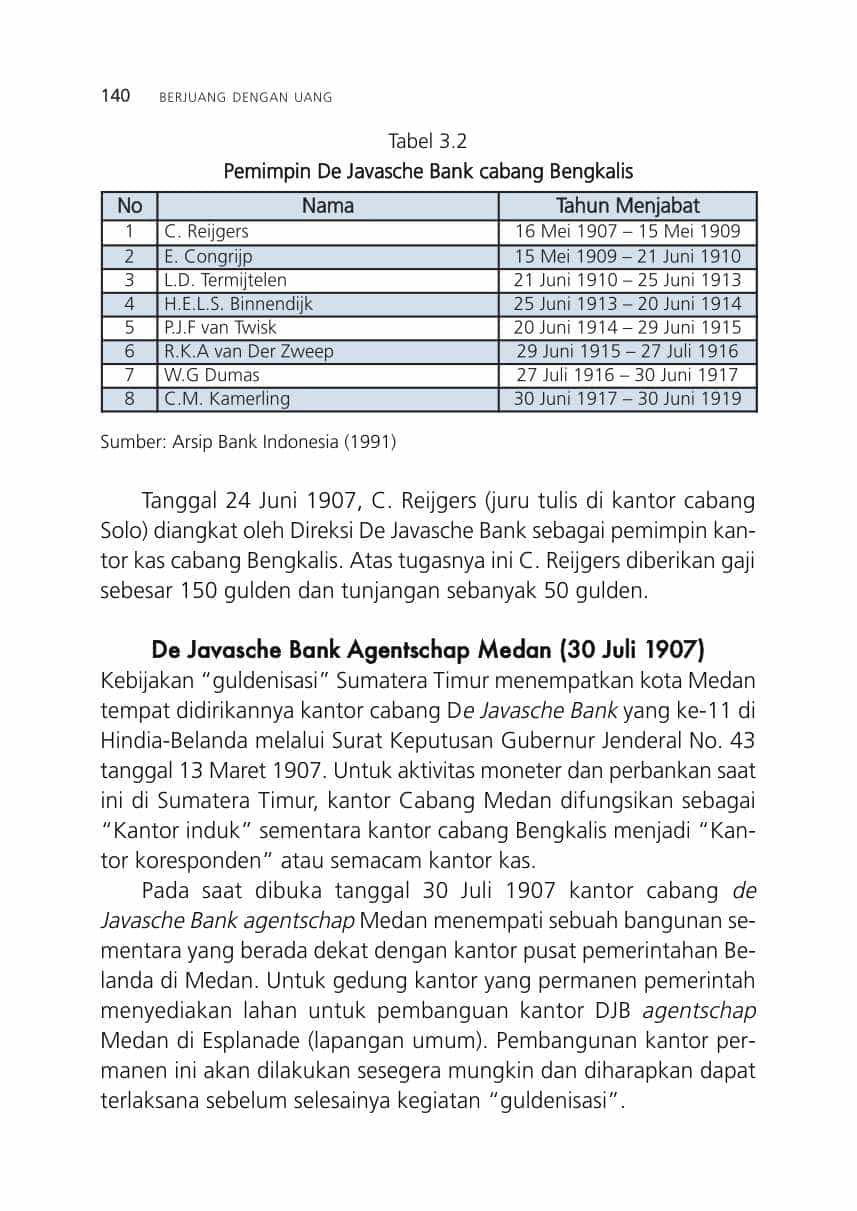 140 BERJUANG DENGAN UANG
Tabel 3.2
Pemimpin De Javasche Bank cabang Bengkalis
No Nama Tahun Menjabat
1 C. Reijgers 16 Mei 1907 – 15 Mei 1909
2 E. Congrijp 15 Mei 1909 – 21 Juni 1910
3 L.D. Termijtelen 21 Juni 1910 – 25 Juni 1913
4 H.E.L.S. Binnendijk 25 Juni 1913 – 20 Juni 1914
5 P.J.F van Twisk 20 Juni 1914 – 29 Juni 1915
6 R.K.A van Der Zweep 29 Juni 1915 – 27 Juli 1916
7 W.G Dumas 27 Juli 1916 – 30 Juni 1917
8 C.M. Kamerling 30 Juni 1917 – 30 Juni 1919
Sumber: Arsip Bank Indonesia (1991)
Tanggal 24 Juni 1907, C. Reijgers (juru tulis di kantor cabang
Solo) diangkat oleh Direksi De Javasche Bank sebagai pemimpin kan-
tor kas cabang Bengkalis. Atas tugasnya ini C. Reijgers diberikan gaji
sebesar 150 gulden dan tunjangan sebanyak 50 gulden.
De Javasche Bank Agentschap Medan (30 Juli 1907)
Kebijakan “guldenisasi” Sumatera Timur menempatkan kota Medan
tempat didirikannya kantor cabang De Javasche Bank yang ke-11 di
Hindia-Belanda melalui Surat Keputusan Gubernur Jenderal No. 43
tanggal 13 Maret 1907. Untuk aktivitas moneter dan perbankan saat
ini di Sumatera Timur, kantor Cabang Medan difungsikan sebagai
“Kantor induk” sementara kantor cabang Bengkalis menjadi “Kan-
tor koresponden” atau semacam kantor kas.
Pada saat dibuka tanggal 30 Juli 1907 kantor cabang de
Javasche Bank agentschap Medan menempati sebuah bangunan se-
mentara yang berada dekat dengan kantor pusat pemerintahan Be-
landa di Medan. Untuk gedung kantor yang permanen pemerintah
menyediakan lahan untuk pembanguan kantor DJB agentschap
Medan di Esplanade (lapangan umum). Pembangunan kantor per-
manen ini akan dilakukan sesegera mungkin dan diharapkan dapat
terlaksana sebelum selesainya kegiatan “guldenisasi”.